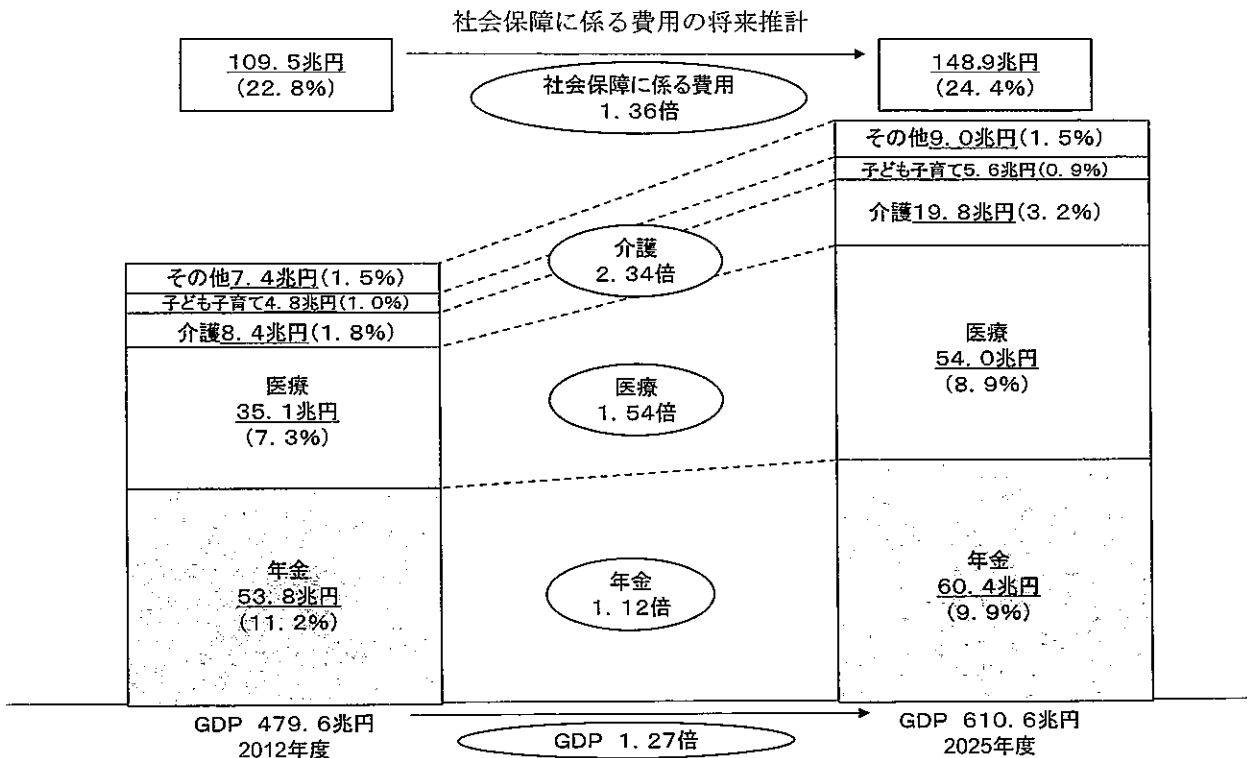 社会保障に係る費用の将来推計
109.5兆円
(22.8%)
社会保障に係る費用
1.36倍
148.9兆円
(24.4%)
その他7.4兆円(1.5%)
子ども子育て4.8兆円(1.0%)
介護8.4兆円(1.8%)
医療
35.1兆円
(7.3%)
年金
53.8兆円
(11.2%)
介護
2.34倍
医療
1.54倍
年金
1.12倍
その他9.0兆円(1.5%)
子ども子育て5.6兆円(0.9%)
介護19.8兆円(3.2%)
医療
54.0兆円
(8.9%)
年金
60.4兆円
(9.9%)
GDP 479.6兆円
2012年度
GDP 1.27倍
GDP 610.6兆円
2025年度